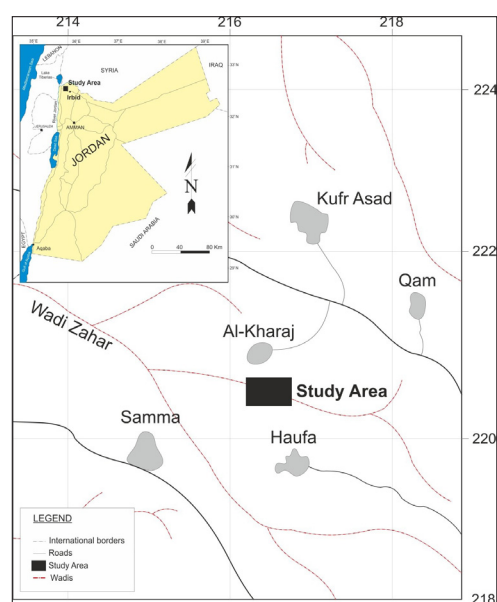 214
216
218
LEBANON
SYRIA
IRAQ
Lake
Tiberias
Study Area
Irbid
AMMAN
JORDAN
N
SAUDI ARABIA
EGYPT
Aqaba
0 40 80 Km
224
222
220
218
Kufr Asad
Qam
Wadi Zahar
Al-Kharaj
Study Area
Samma
Haufa
LEGEND
International borders
Roads
Study Area
Wadis